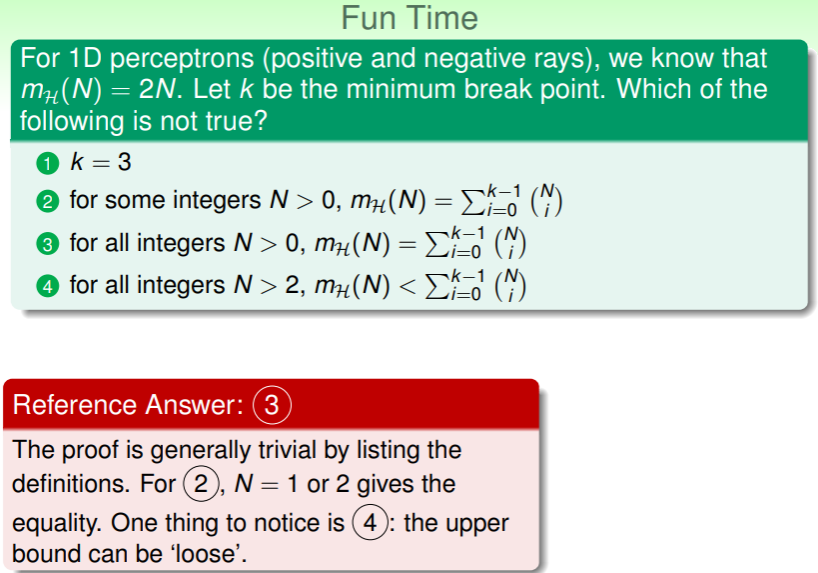 Fun Time
For 1D perceptrons (positive and negative rays), we know that
$m_{\mathcal{H}}(N) = 2N$. Let $k$ be the minimum break point. Which of the
following is not true?
1 $k = 3$
2 for some integers $N > 0$, $m_{\mathcal{H}}(N) = \sum_{i=0}^{k-1} \binom{N}{i}$
3 for all integers $N > 0$, $m_{\mathcal{H}}(N) = \sum_{i=0}^{k-1} \binom{N}{i}$
4 for all integers $N > 2$, $m_{\mathcal{H}}(N) < \sum_{i=0}^{k-1} \binom{N}{i}$
Reference Answer: ③
The proof is generally trivial by listing the
definitions. For ②, $N = 1$ or 2 gives the
equality. One thing to notice is ④: the upper
bound can be ‘loose’.